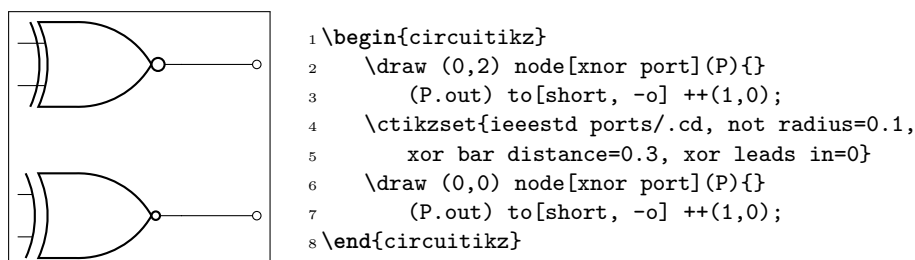 1 \begin{circuitikz}
2     \draw (0,2) node[xnor port](P){}
3         (P.out) to[short, -o] ++(1,0);
4     \ctikzset{ieeestd ports/.cd, not radius=0.1,
5         xor bar distance=0.3, xor leads in=0}
6     \draw (0,0) node[xnor port](P){}
7         (P.out) to[short, -o] ++(1,0);
8 \end{circuitikz}